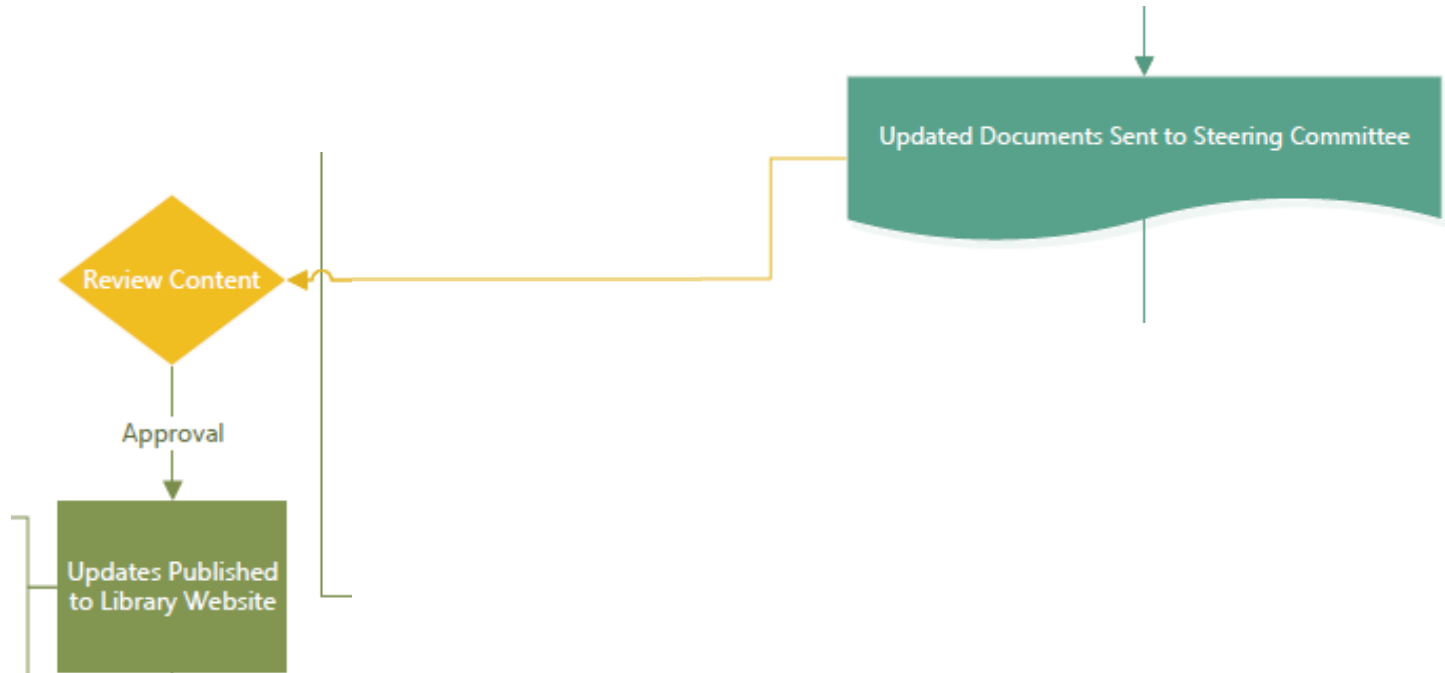 Updated Documents Sent to Steering Committee
Review Content
Approval
Updates Published
to Library Website